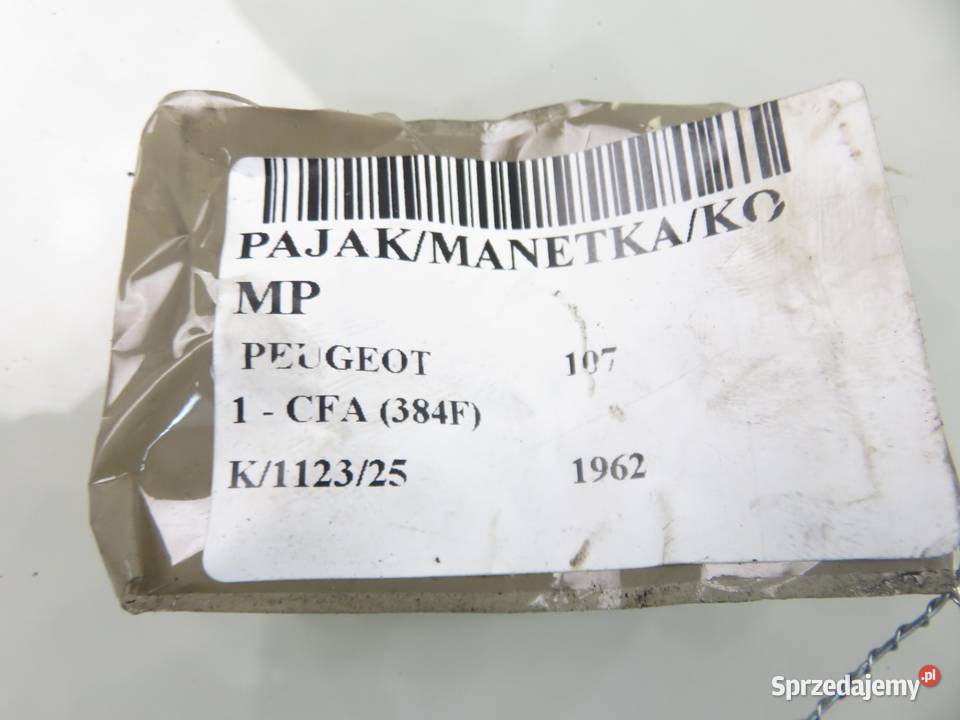 PAJAK/MANETKA/KO
MP
PEUGEOT 107
1 - CFA (384F)
K/1123/25 1962
Sprzedajemy.pl